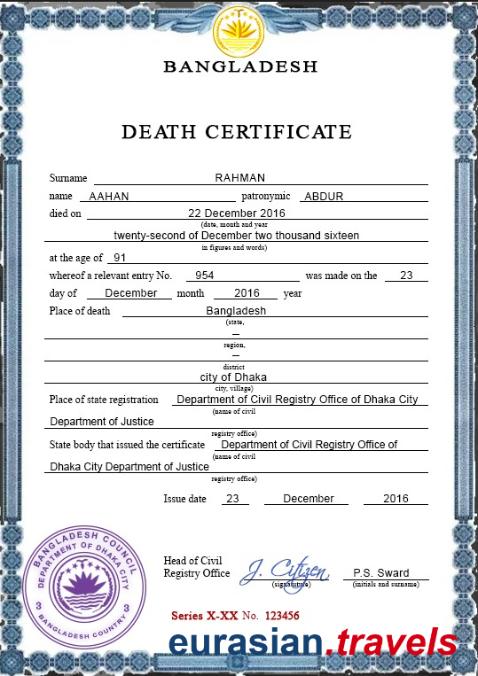 BANGLADESH
DEATH CERTIFICATE
Surname RAHMAN
name AAHAN patronymic ABDUR
died on 22 December 2016
(date, month and year
twenty-second of December two thousand sixteen
in figures and words)
at the age of 91
whereof a relevant entry No. 954 was made on the 23
day of December month 2016 year
Place of death Bangladesh
(state,
—
region,
—
district
city of Dhaka
city, village)
Place of state registration Department of Civil Registry Office of Dhaka City
(name of civil
Department of Justice
registry office)
State body that issued the certificate Department of Civil Registry Office of
(name of civil
Dhaka City Department of Justice
registry office)
Issue date 23 December 2016
BANGLADESH COUNCIL
DEPARTMENT OF DHAKA CITY
3 3
BANGLADESH COUNTRY
Head of Civil
Registry Office J. Citizen P.S. Sward
(signature) (initials and surname)
Series X-XX No. 123456
eurasian.travels